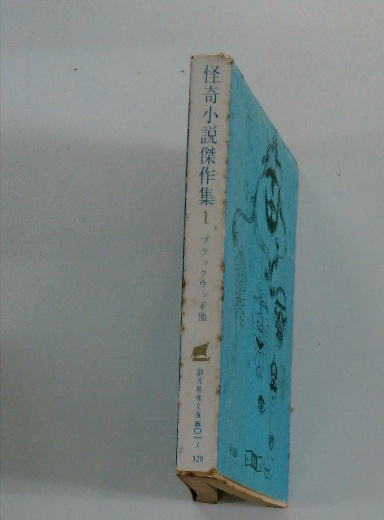 怪奇小説傑作集 1
ブラックウッド他
創元推理文庫
五〇一 1
320